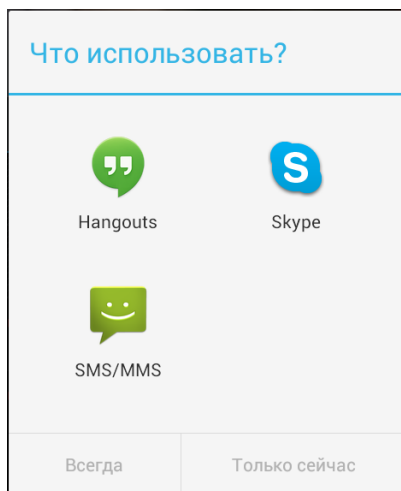 Что использовать?
Hangouts
Skype
SMS/MMS
Всегда
Только сейчас